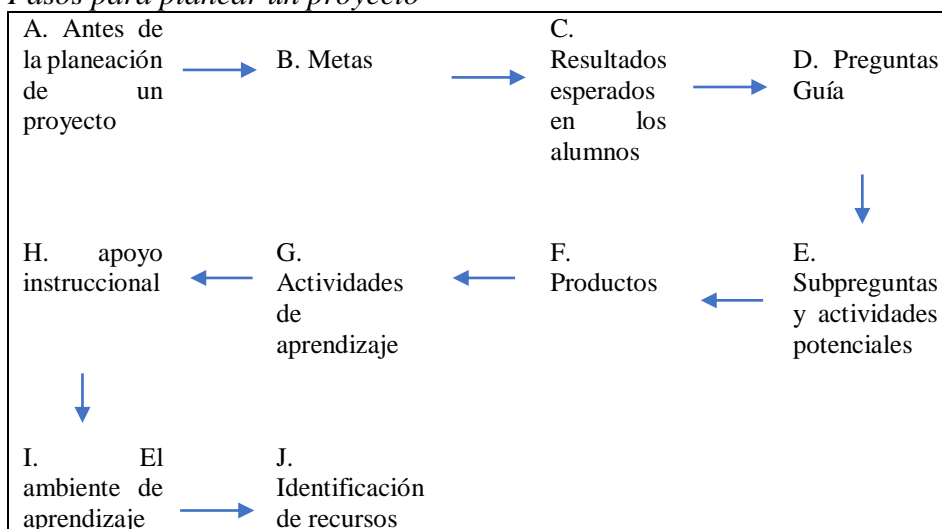 Pasos para planear un proyecto
A. Antes de
la planeación
de un
proyecto
B. Metas
C.
Resultados
esperados
en los
alumnos
D. Preguntas
Guía
E.
Subpreguntas
y actividades
potenciales
F.
Productos
G.
Actividades
de
aprendizaje
H. apoyo
instruccional
I. El
ambiente de
aprendizaje
J.
Identificación
de recursos